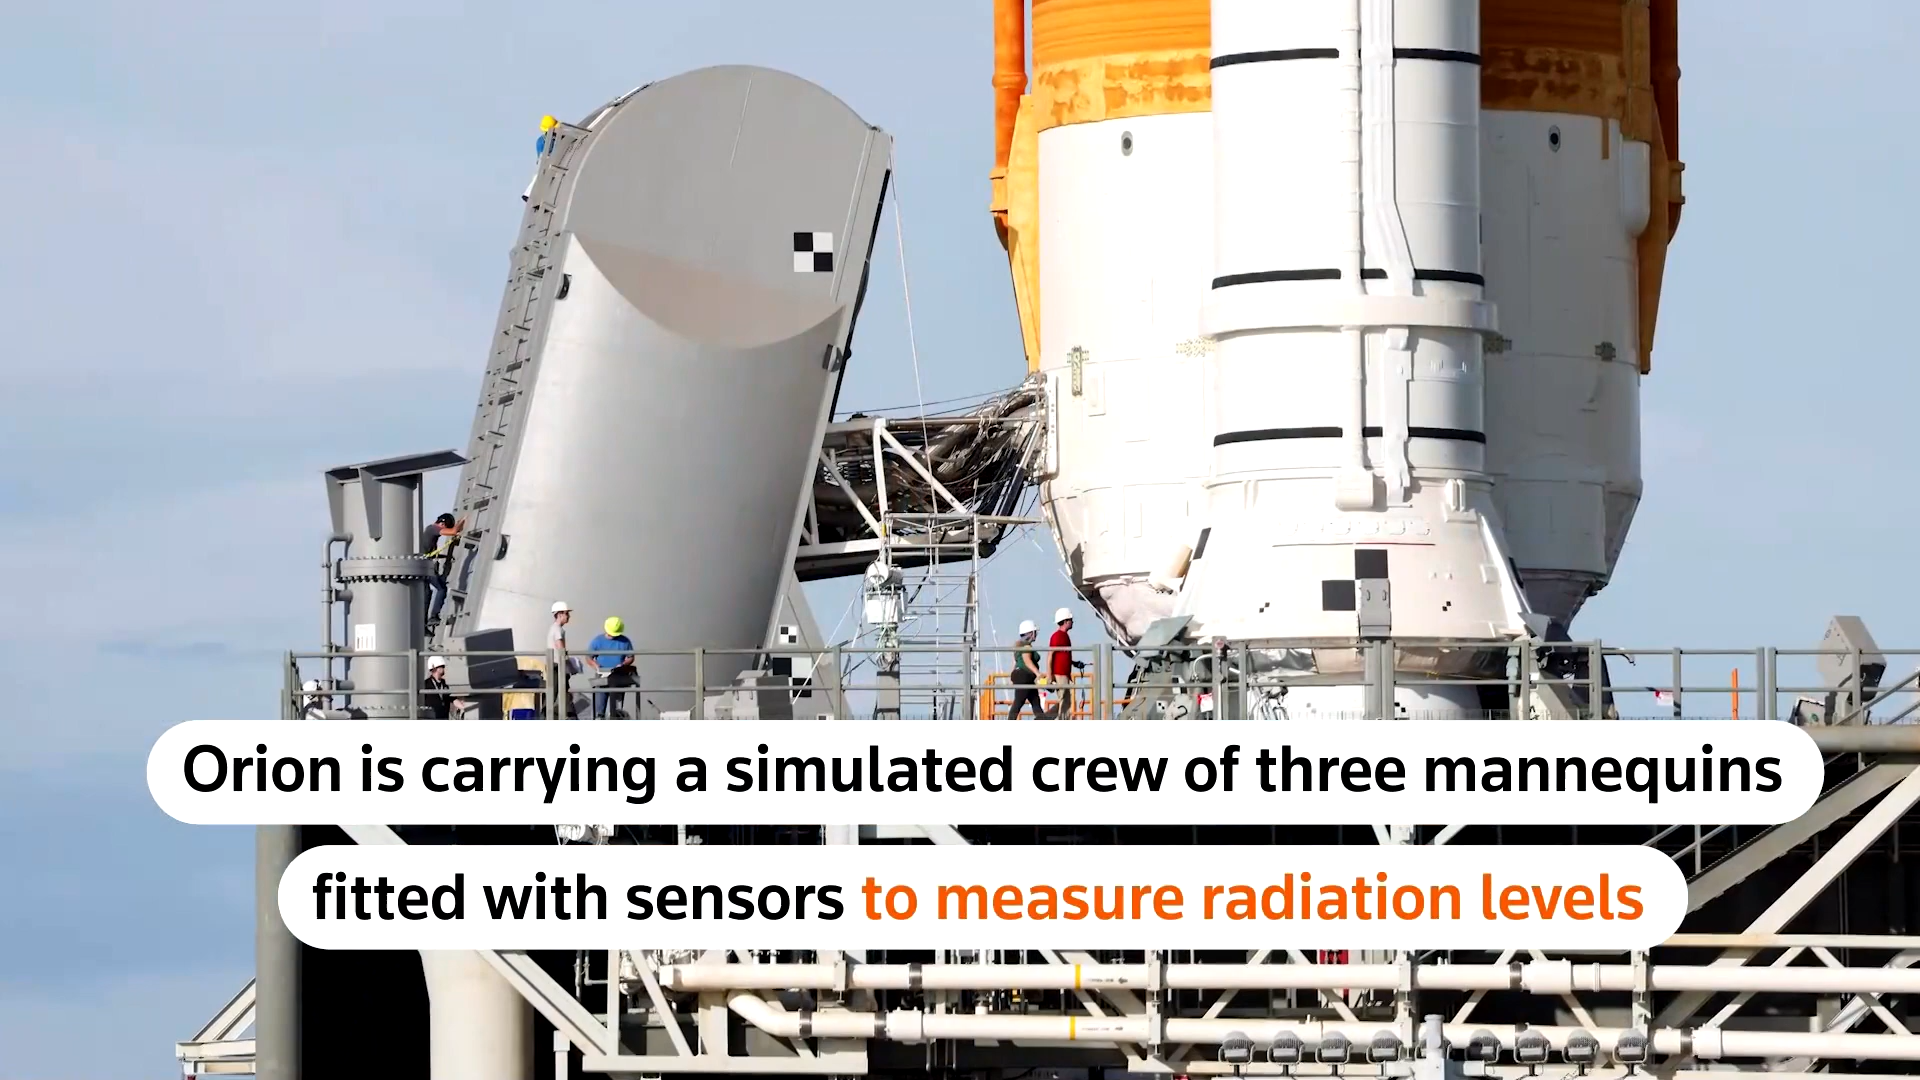 Orion is carrying a simulated crew of three mannequins
fitted with sensors to measure radiation levels